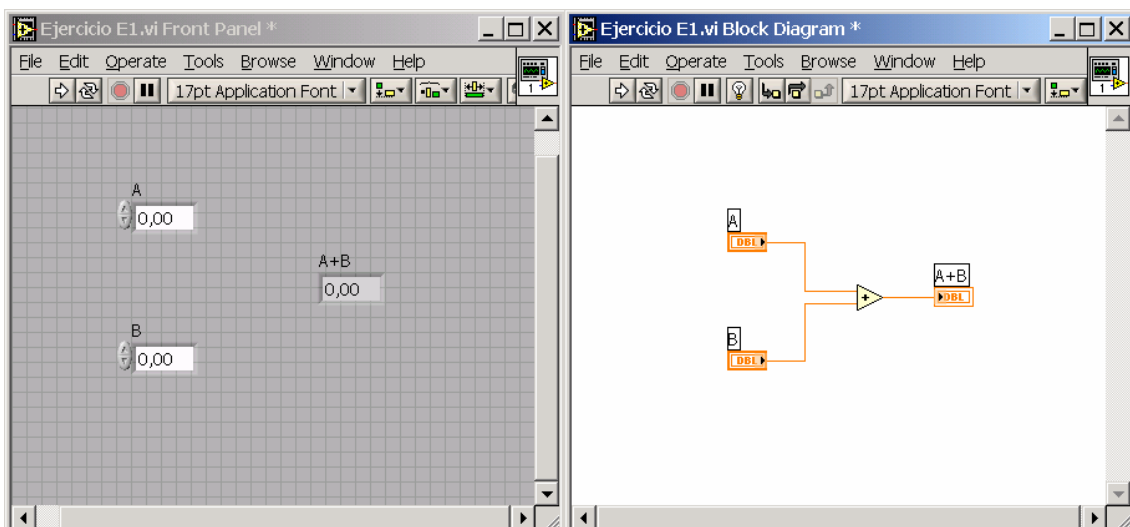 Ejercicio E1.vi Front Panel *
File Edit Operate Tools Browse Window Help
17pt Application Font
1
A
0,00
A+B
0,00
B
0,00
Ejercicio E1.vi Block Diagram *
File Edit Operate Tools Browse Window Help
17pt Application Font
1
A
DBL
A+B
DBL
B
DBL